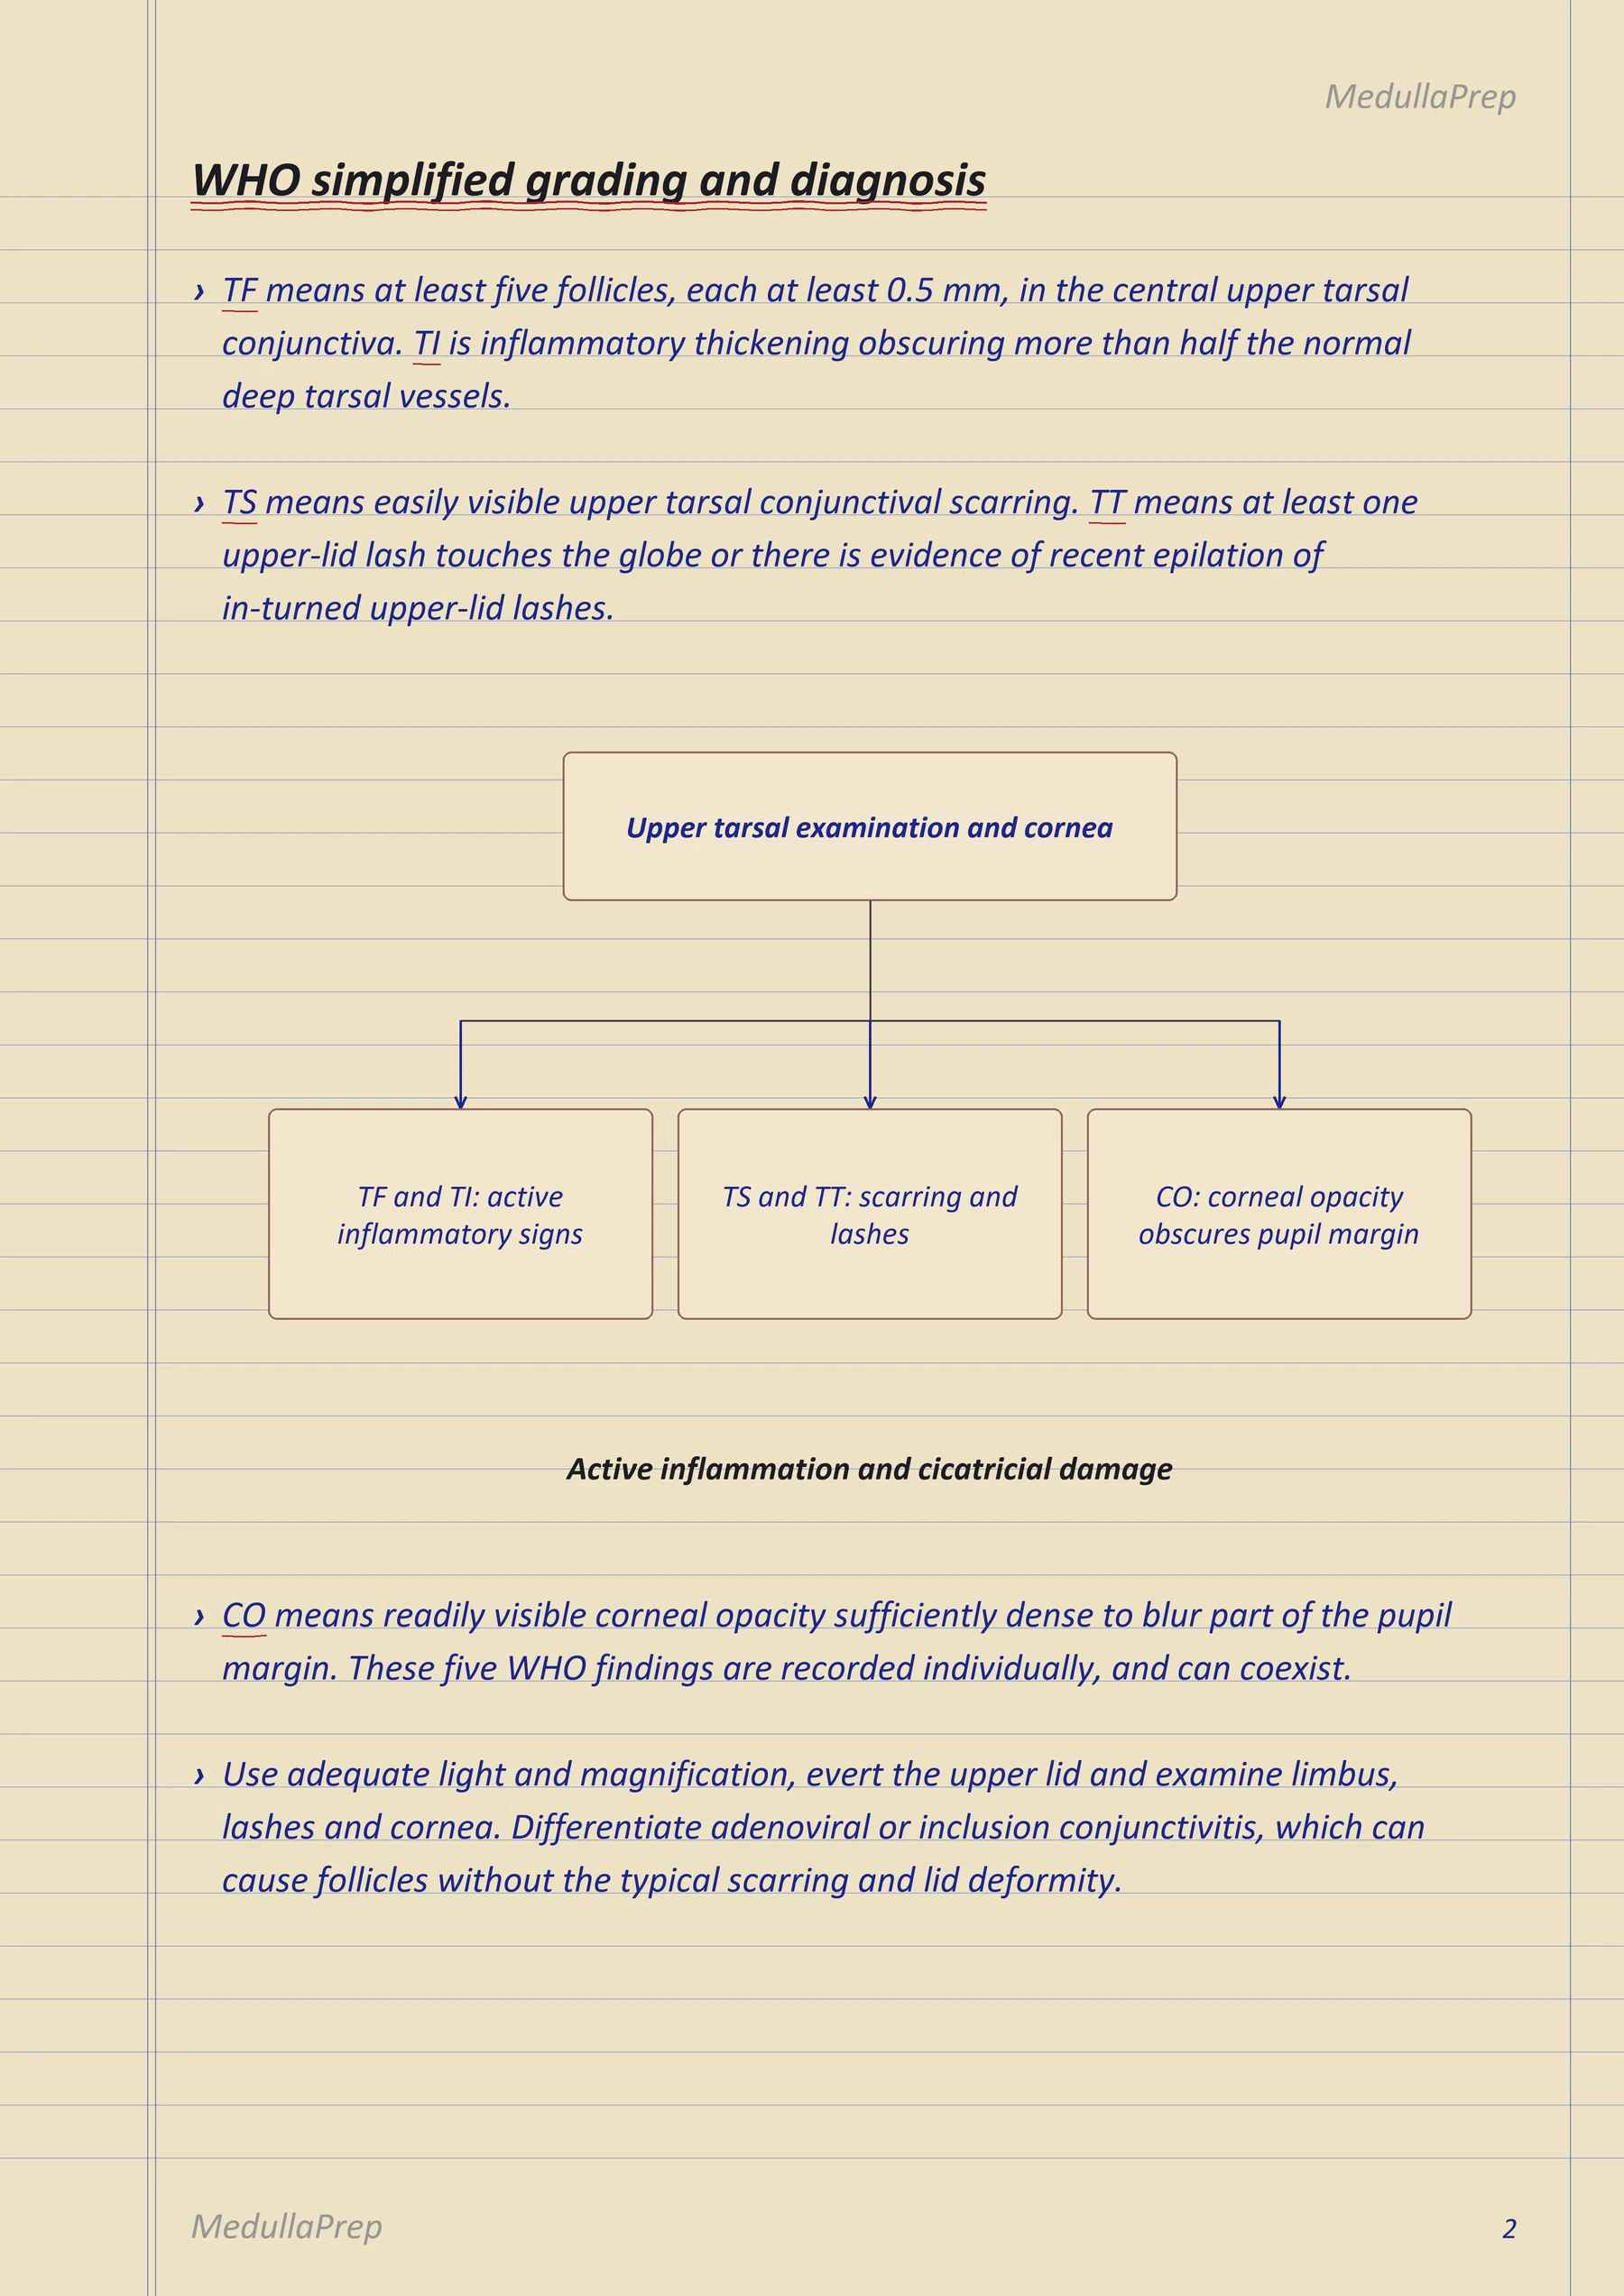 MedullaPrep
WHO simplified grading and diagnosis
› TF means at least five follicles, each at least 0.5 mm, in the central upper tarsal
conjunctiva. TI is inflammatory thickening obscuring more than half the normal
deep tarsal vessels.
› TS means easily visible upper tarsal conjunctival scarring. TT means at least one
upper-lid lash touches the globe or there is evidence of recent epilation of
in-turned upper-lid lashes.
Upper tarsal examination and cornea
TF and TI: active
inflammatory signs
TS and TT: scarring and
lashes
CO: corneal opacity
obscures pupil margin
Active inflammation and cicatricial damage
› CO means readily visible corneal opacity sufficiently dense to blur part of the pupil
margin. These five WHO findings are recorded individually, and can coexist.
› Use adequate light and magnification, evert the upper lid and examine limbus,
lashes and cornea. Differentiate adenoviral or inclusion conjunctivitis, which can
cause follicles without the typical scarring and lid deformity.
MedullaPrep
2